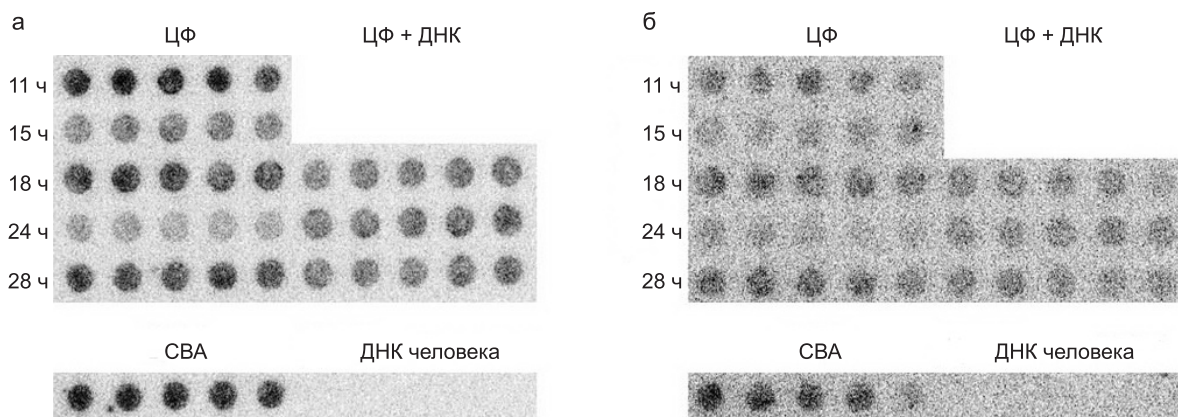 а
ЦФ
ЦФ + ДНК
11 ч
15 ч
18 ч
24 ч
28 ч
СВА
ДНК человека
б
ЦФ
ЦФ + ДНК
11 ч
15 ч
18 ч
24 ч
28 ч
СВА
ДНК человека